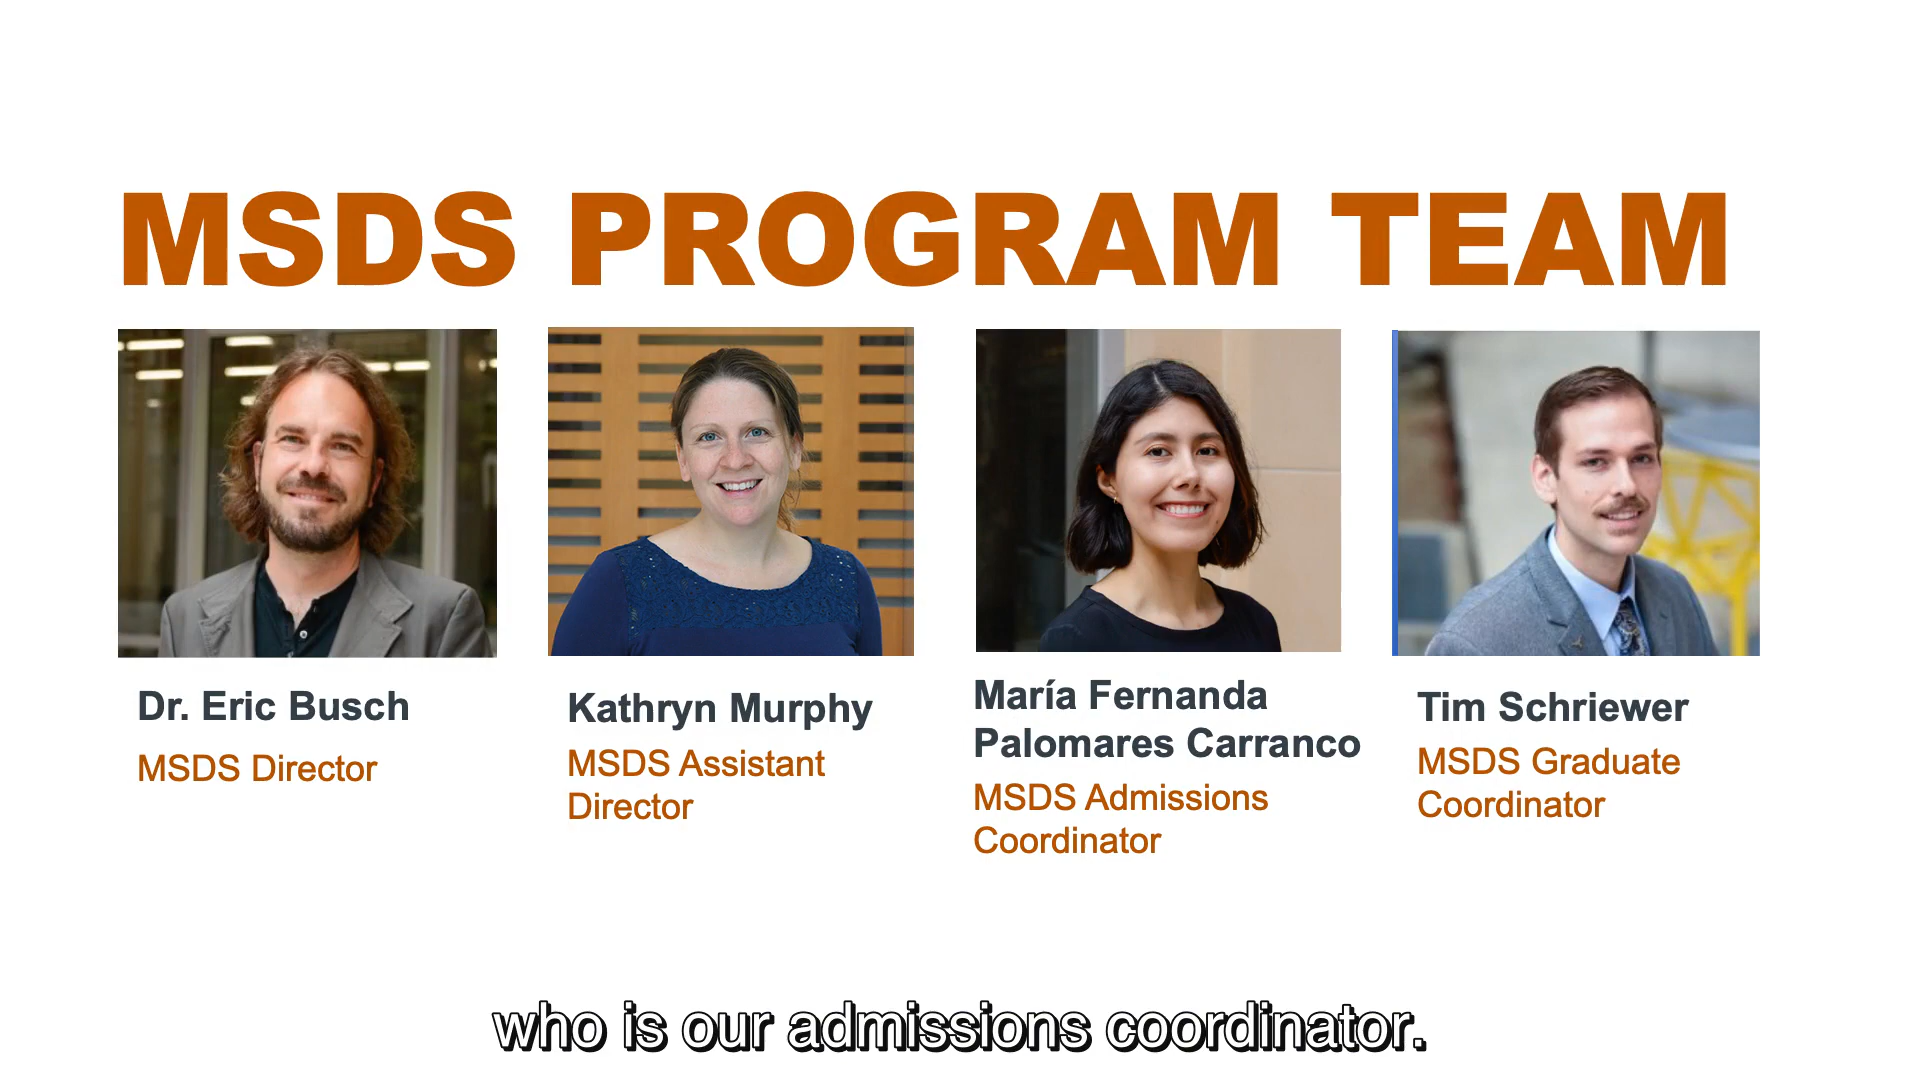 MSDS PROGRAM TEAM
Dr. Eric Busch
MSDS Director
Kathryn Murphy
MSDS Assistant
Director
María Fernanda
Palomares Carranco
MSDS Admissions
Coordinator
Tim Schriewer
MSDS Graduate
Coordinator
who is our admissions coordinator.